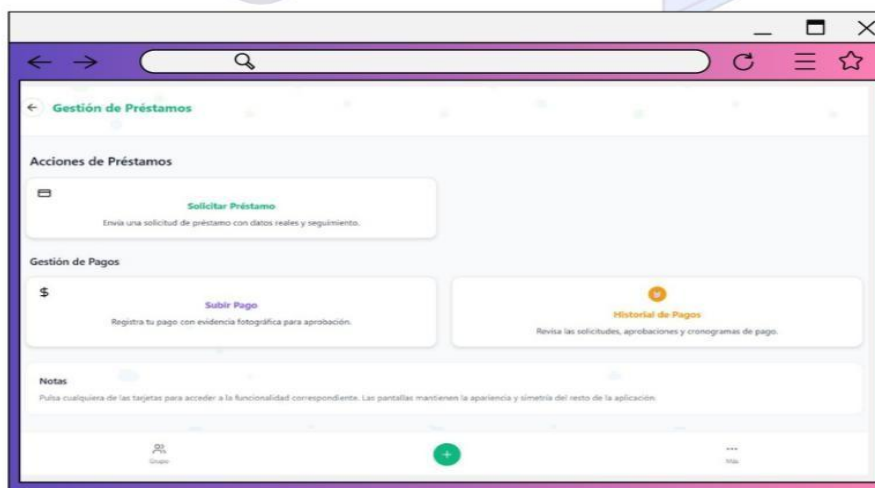 Gestión de Préstamos
Acciones de Préstamos
Solicitar Préstamo
Envía una solicitud de préstamo con datos reales y seguimiento.
Gestión de Pagos
$
Subir Pago
Registra tu pago con evidencia fotográfica para aprobación.
Historial de Pagos
Revisa las solicitudes, aprobaciones y cronogramas de pago.
Notas
Pulsa cualquiera de las tarjetas para acceder a la funcionalidad correspondiente. Las pantallas mantienen la apariencia y simetría del resto de la aplicación.
Grupo
Más